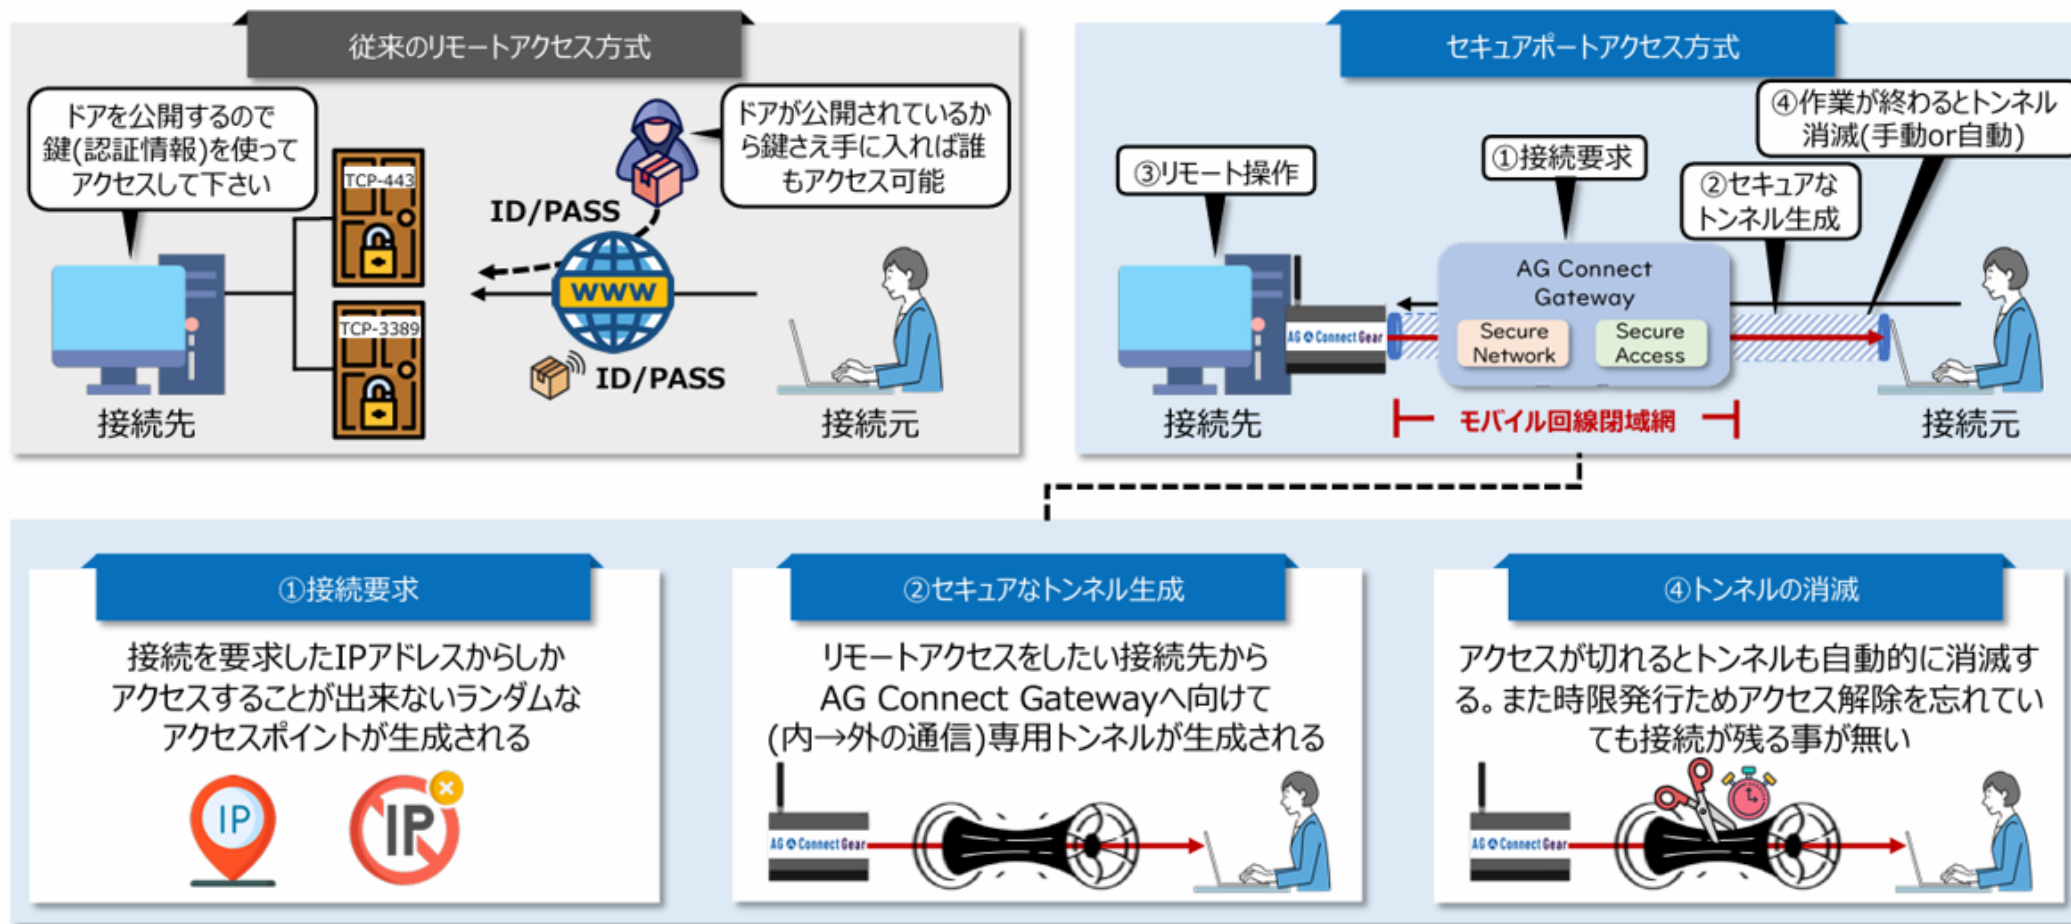 従来のリモートアクセス方式
ドアを公開するので
鍵(認証情報)を使って
アクセスして下さい
TCP-443
TCP-3389
ID/PASS
ドアが公開されているか
ら鍵さえ手に入れば誰
もアクセス可能
WWW
ID/PASS
接続先
接続元
セキュアポートアクセス方式
③リモート操作
①接続要求
②セキュアな
トンネル生成
④作業が終わるとトンネル
消滅(手動or自動)
AG Connect
Gateway
Secure
Network
Secure
Access
AG Connect Gear
接続先
モバイル回線閉域網
接続元
①接続要求
接続を要求したIPアドレスからしか
アクセスすることが出来ないランダムな
アクセスポイントが生成される
IP
IP
②セキュアなトンネル生成
リモートアクセスをしたい接続先から
AG Connect Gatewayへ向けて
(内→外の通信)専用トンネルが生成される
AG Connect Gear
④トンネルの消滅
アクセスが切れるとトンネルも自動的に消滅す
る。また時限発行ためアクセス解除を忘れてい
ても接続が残る事が無い
AG Connect Gear